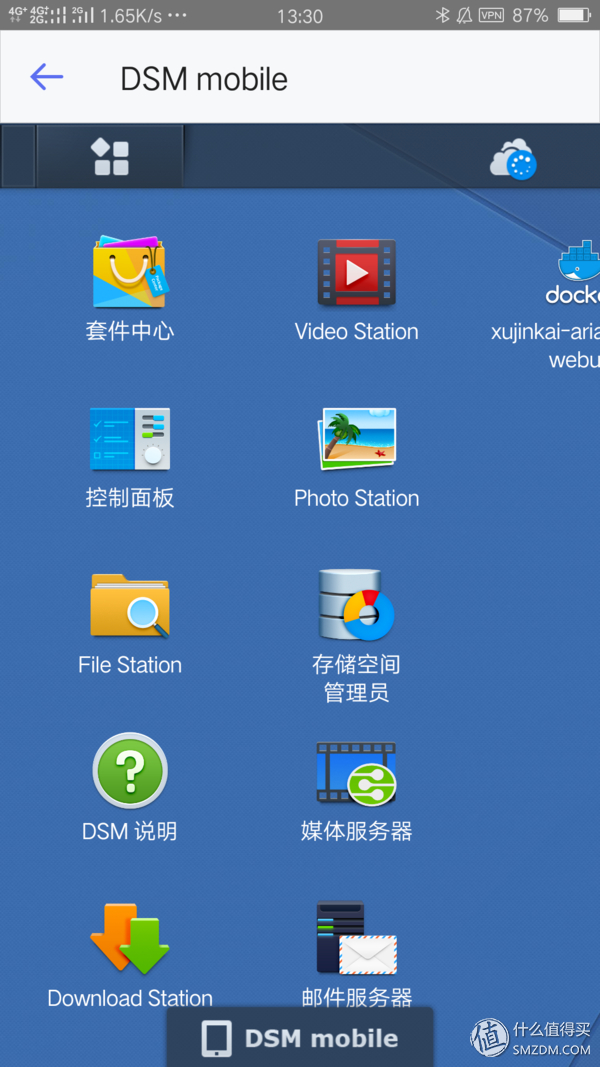 4G+ 4G+ 2G 2G 1.65K/s ··· 13:30 VPN 87%
DSM mobile
套件中心
Video Station
docke
xujinkai-aria
webu
控制面板
Photo Station
File Station
存储空间
管理员
DSM 说明
媒体服务器
Download Station
邮件服务器
DSM mobile
值 什么值得买
SMZDM.COM